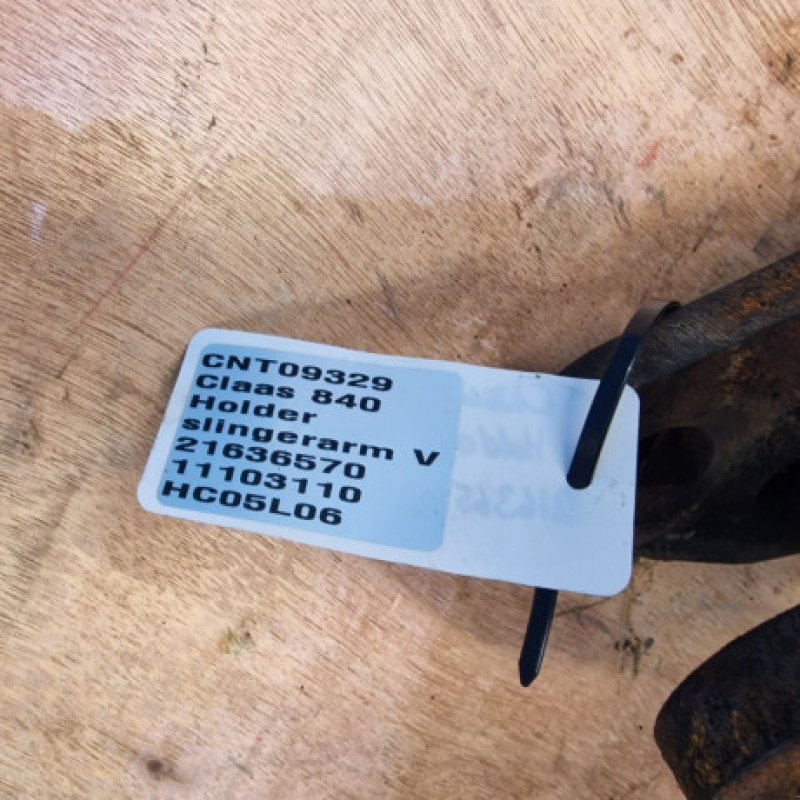 CNT09329
Claas 840
Holder
slingerarm V
21636570
11103110
HC05L06